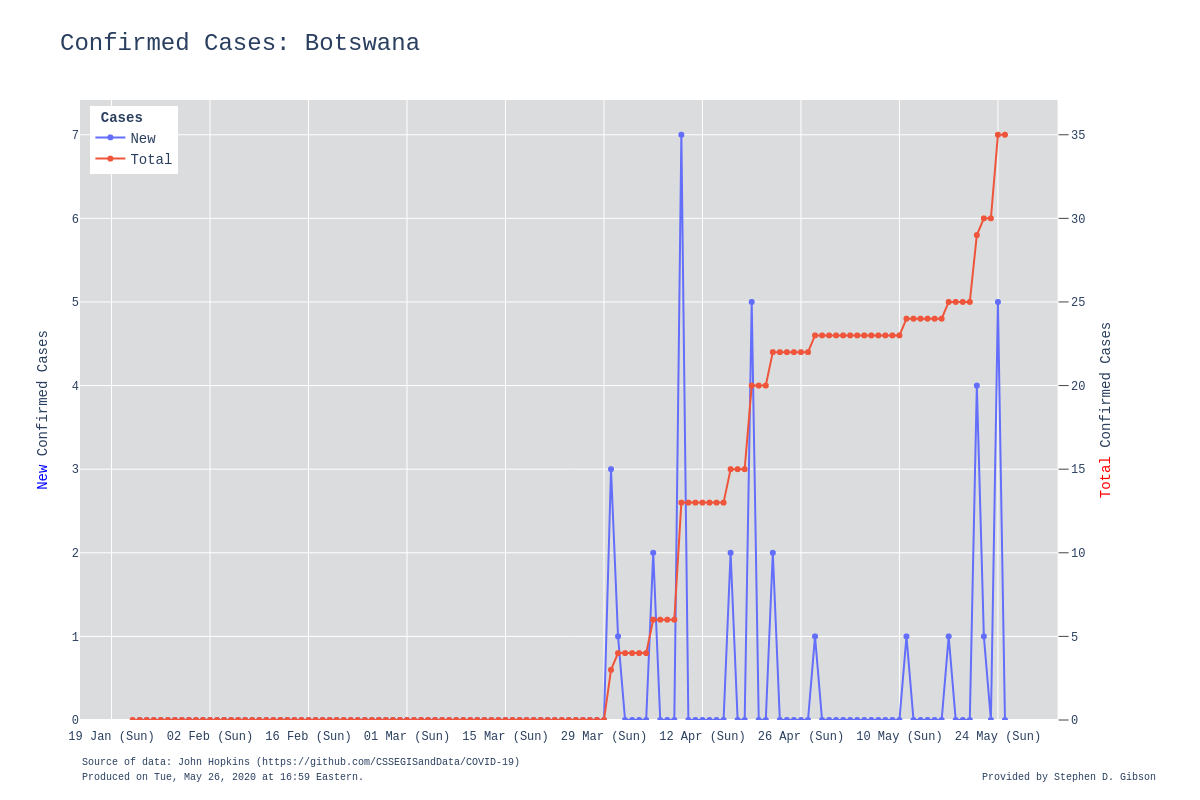 Confirmed Cases: Botswana
Cases
New
Total
7
6
5
4
3
2
1
0
New Confirmed Cases
35
30
25
20
15
10
5
0
Total Confirmed Cases
19 Jan (Sun) 02 Feb (Sun) 16 Feb (Sun) 01 Mar (Sun) 15 Mar (Sun) 29 Mar (Sun) 12 Apr (Sun) 26 Apr (Sun) 10 May (Sun) 24 May (Sun)
Source of data: John Hopkins (https://github.com/CSSEGISandData/COVID-19)
Produced on Tue, May 26, 2020 at 16:59 Eastern.
Provided by Stephen D. Gibson